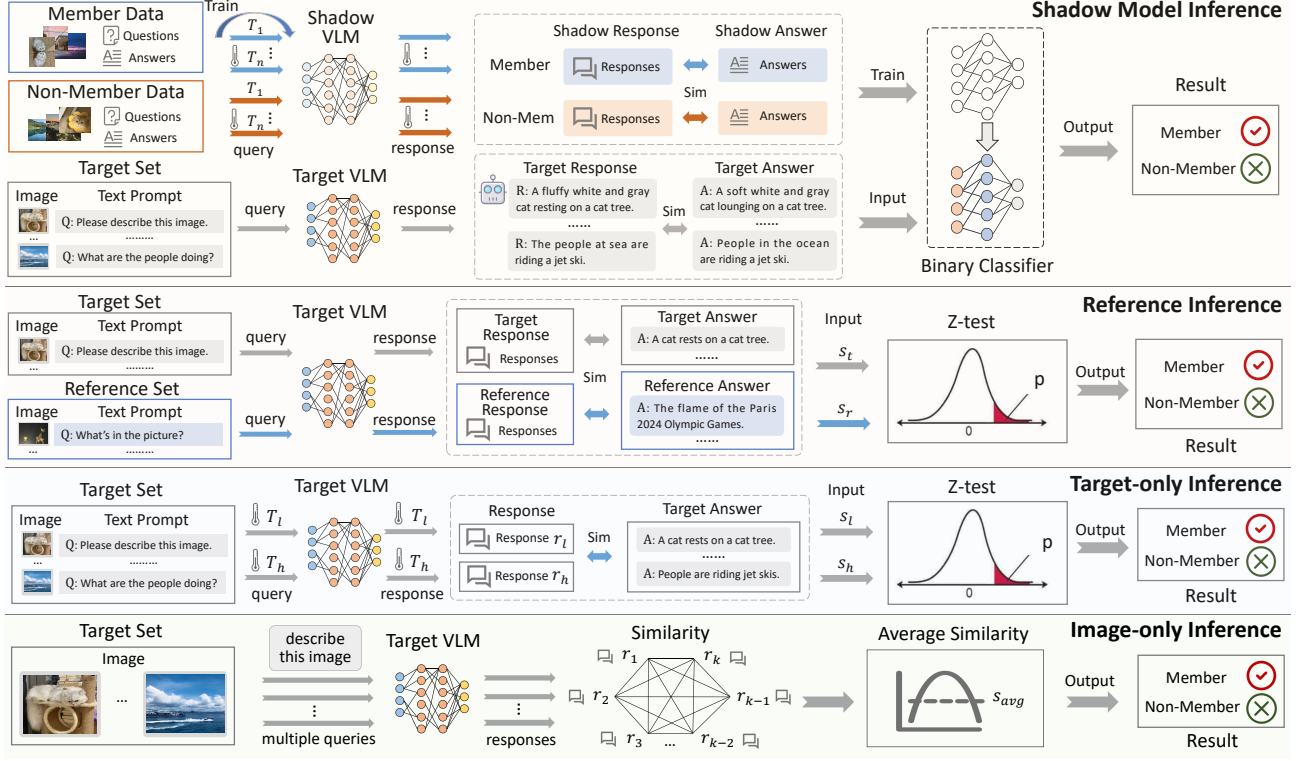 Shadow Model Inference
Member Data
Questions
Answers
Non-Member Data
Questions
Answers
Train
T1
Tn
⋮
T1
Tn
⋮
query
Shadow
VLM
⋮
⋮
response
Shadow Response
Shadow Answer
Member
Responses
Answers
Sim
Non-Mem
Responses
Answers
Train
Target Set
Image
Text Prompt
Q: Please describe this image.
...
.........
Q: What are the people doing?
query
Target VLM
response
Target Response
Target Answer
R: A fluffy white and gray
cat resting on a cat tree.
......
R: The people at sea are
riding a jet ski.
Sim
A: A soft white and gray
cat lounging on a cat tree.
......
A: People in the ocean
are riding a jet ski.
Input
Binary Classifier
Output
Result
Member
Non-Member
Reference Inference
Target Set
Image
Text Prompt
Q: Please describe this image.
...
.........
Reference Set
Image
Text Prompt
Q: What's in the picture?
...
.........
query
query
Target VLM
response
response
Target
Response
Responses
Target Answer
A: A cat rests on a cat tree.
......
Sim
Reference
Response
Responses
Reference Answer
A: The flame of the Paris
2024 Olympic Games.
......
Input
st
sr
Z-test
p
0
Output
Member
Non-Member
Result
Target-only Inference
Target Set
Image
Text Prompt
Q: Please describe this image.
...
.........
Q: What are the people doing?
Tl
Th
query
Target VLM
Tl
Th
response
Response
Response rl
Response rh
Sim
Target Answer
A: A cat rests on a cat tree.
......
A: People are riding jet skis.
Input
sl
sh
Z-test
p
0
Output
Member
Non-Member
Result
Image-only Inference
Target Set
Image
...
describe
this image
⋮
multiple queries
Target VLM
⋮
responses
Similarity
r1
rk
r2
rk−1
r3
...
rk−2
Average Similarity
savg
Output
Member
Non-Member
Result